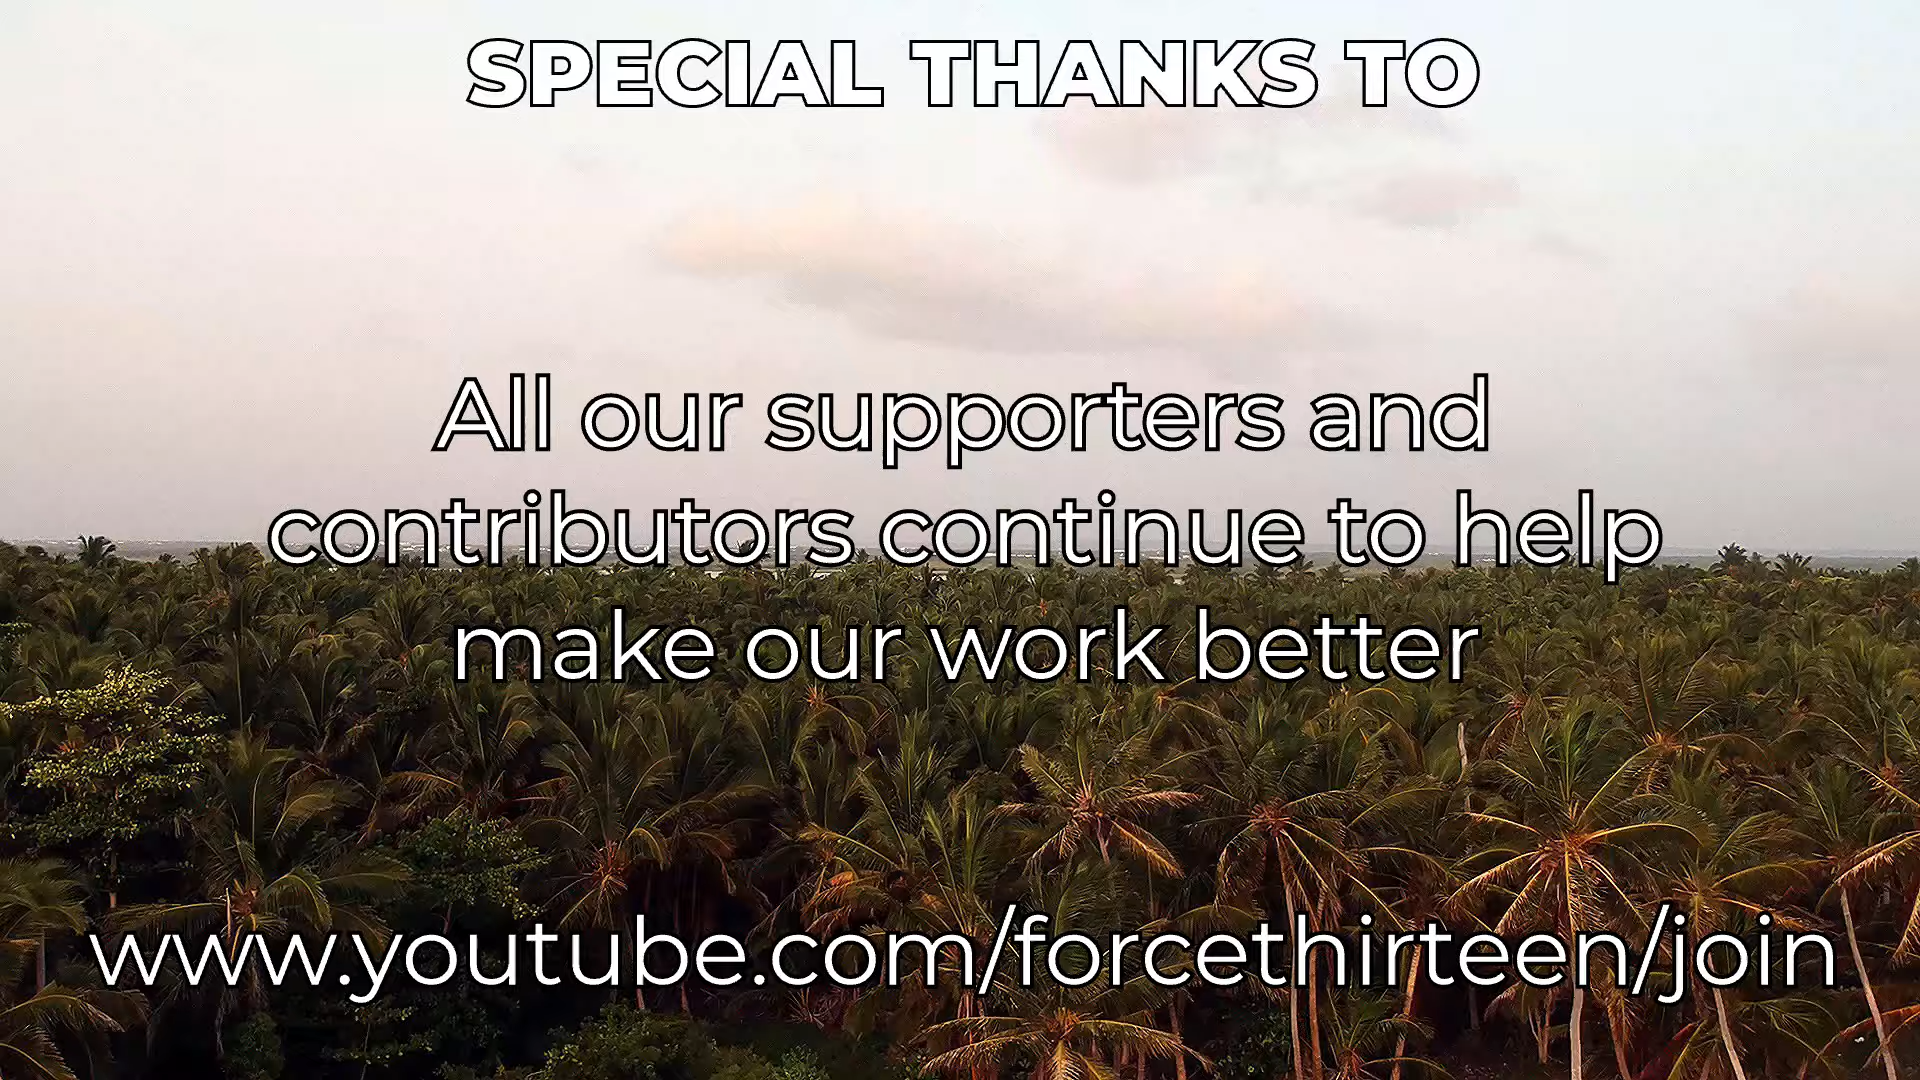 SPECIAL THANKS TO
All our supporters and
contributors continue to help
make our work better
www.youtube.com/forcethirteen/join